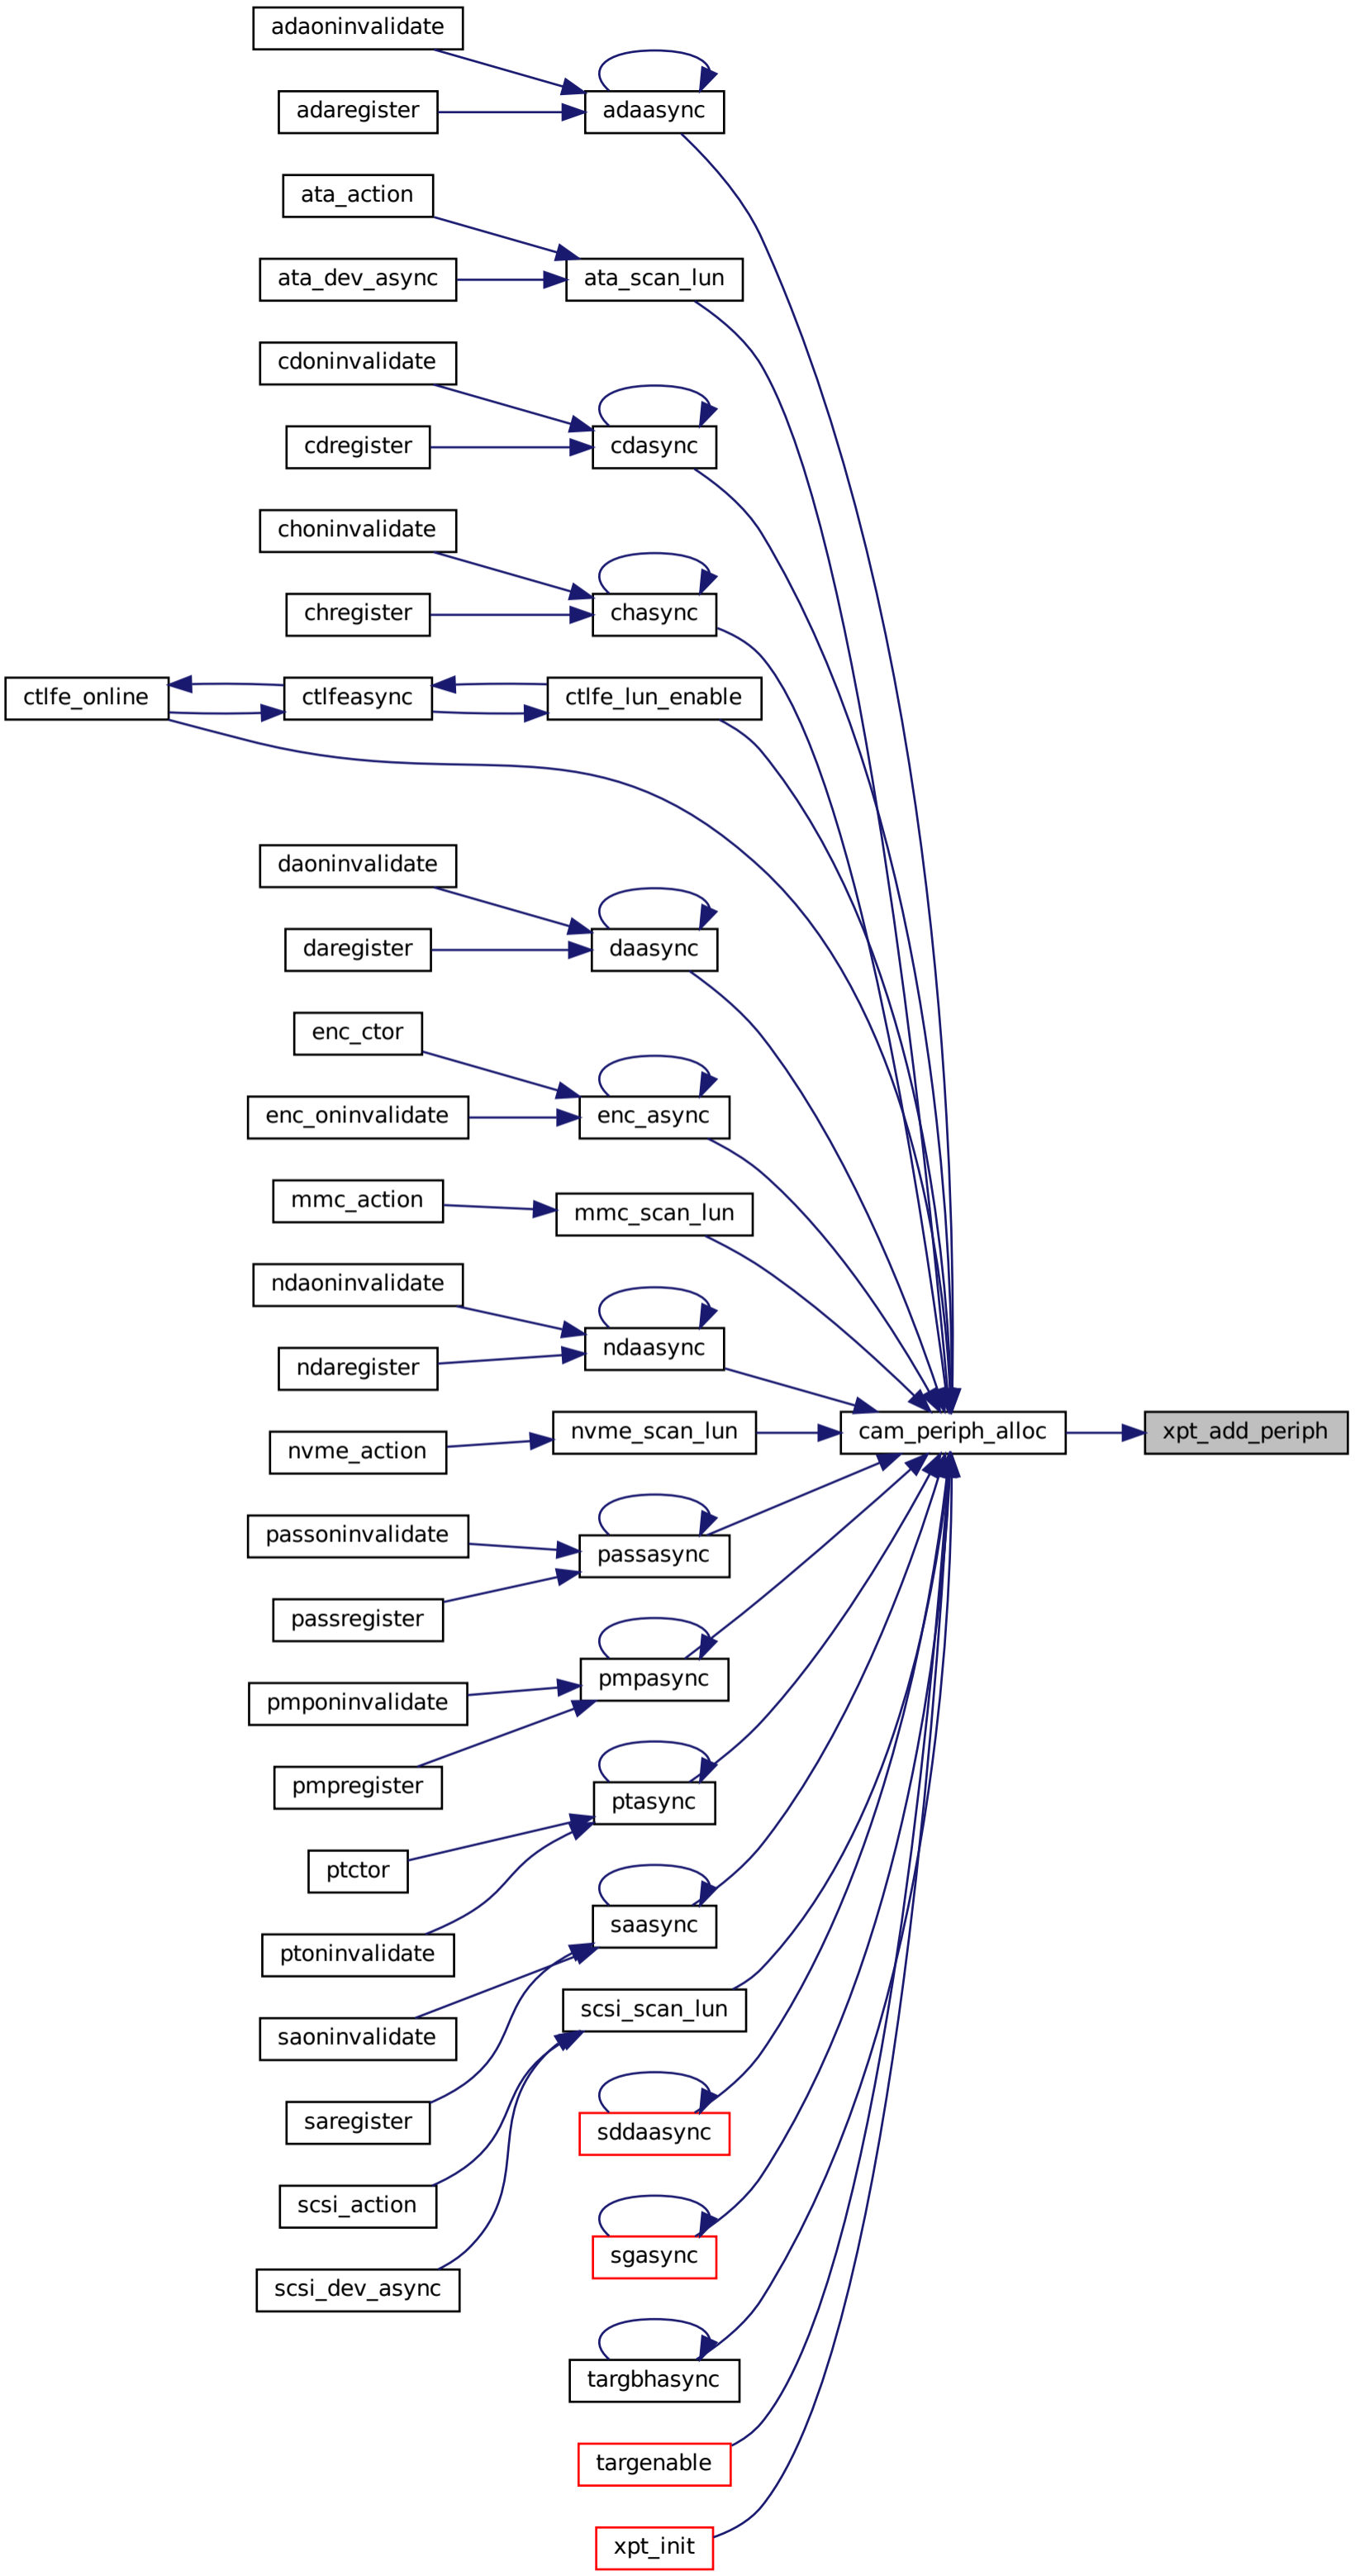 adaoninvalidate
adaasync
adaregister
ata_action
ata_scan_lun
ata_dev_async
cdoninvalidate
cdasync
cdregister
choninvalidate
chasync
chregister
ctlfe_online
ctlfeasync
ctlfe_lun_enable
daoninvalidate
daasync
daregister
enc_ctor
enc_async
enc_oninvalidate
mmc_action
mmc_scan_lun
ndaoninvalidate
ndaasync
ndaregister
nvme_action
nvme_scan_lun
cam_periph_alloc
xpt_add_periph
passoninvalidate
passasync
passregister
pmpasync
pmponinvalidate
pmpregister
ptasync
ptctor
saasync
ptoninvalidate
scsi_scan_lun
saoninvalidate
saregister
sddaasync
scsi_action
sgasync
scsi_dev_async
targbhasync
targenable
xpt_init